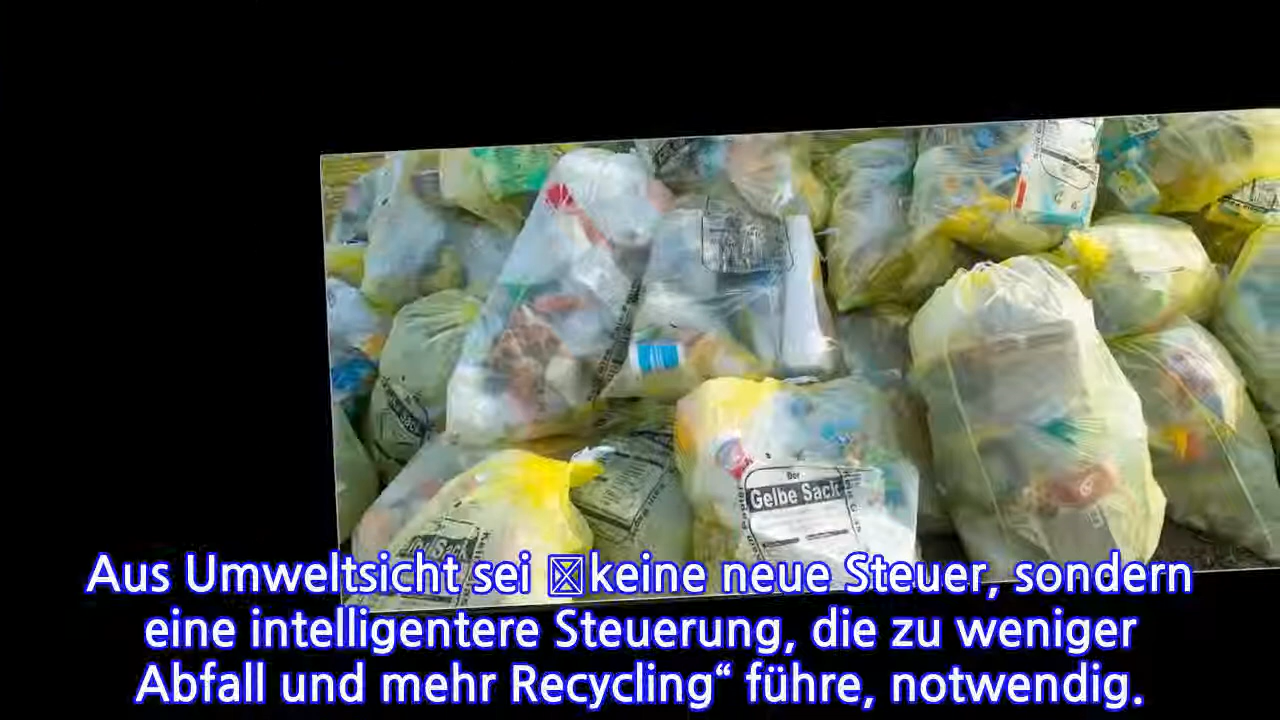 Der
Gelbe Sack
Aus Umweltsicht sei keine neue Steuer, sondern
eine intelligentere Steuerung, die zu weniger
Abfall und mehr Recycling“ führe, notwendig.